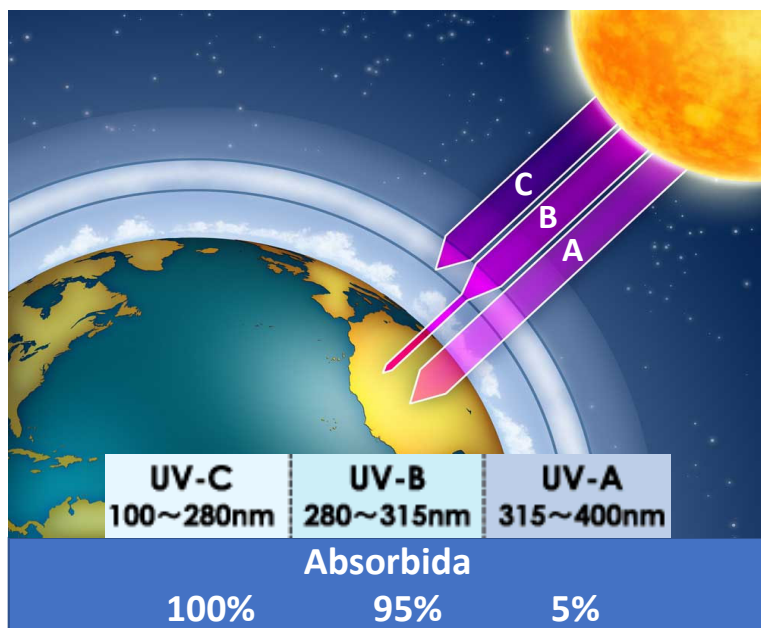 C
B
A
UV-C UV-B UV-A
100~280nm 280~315nm 315~400nm
Absorbida
100% 95% 5%